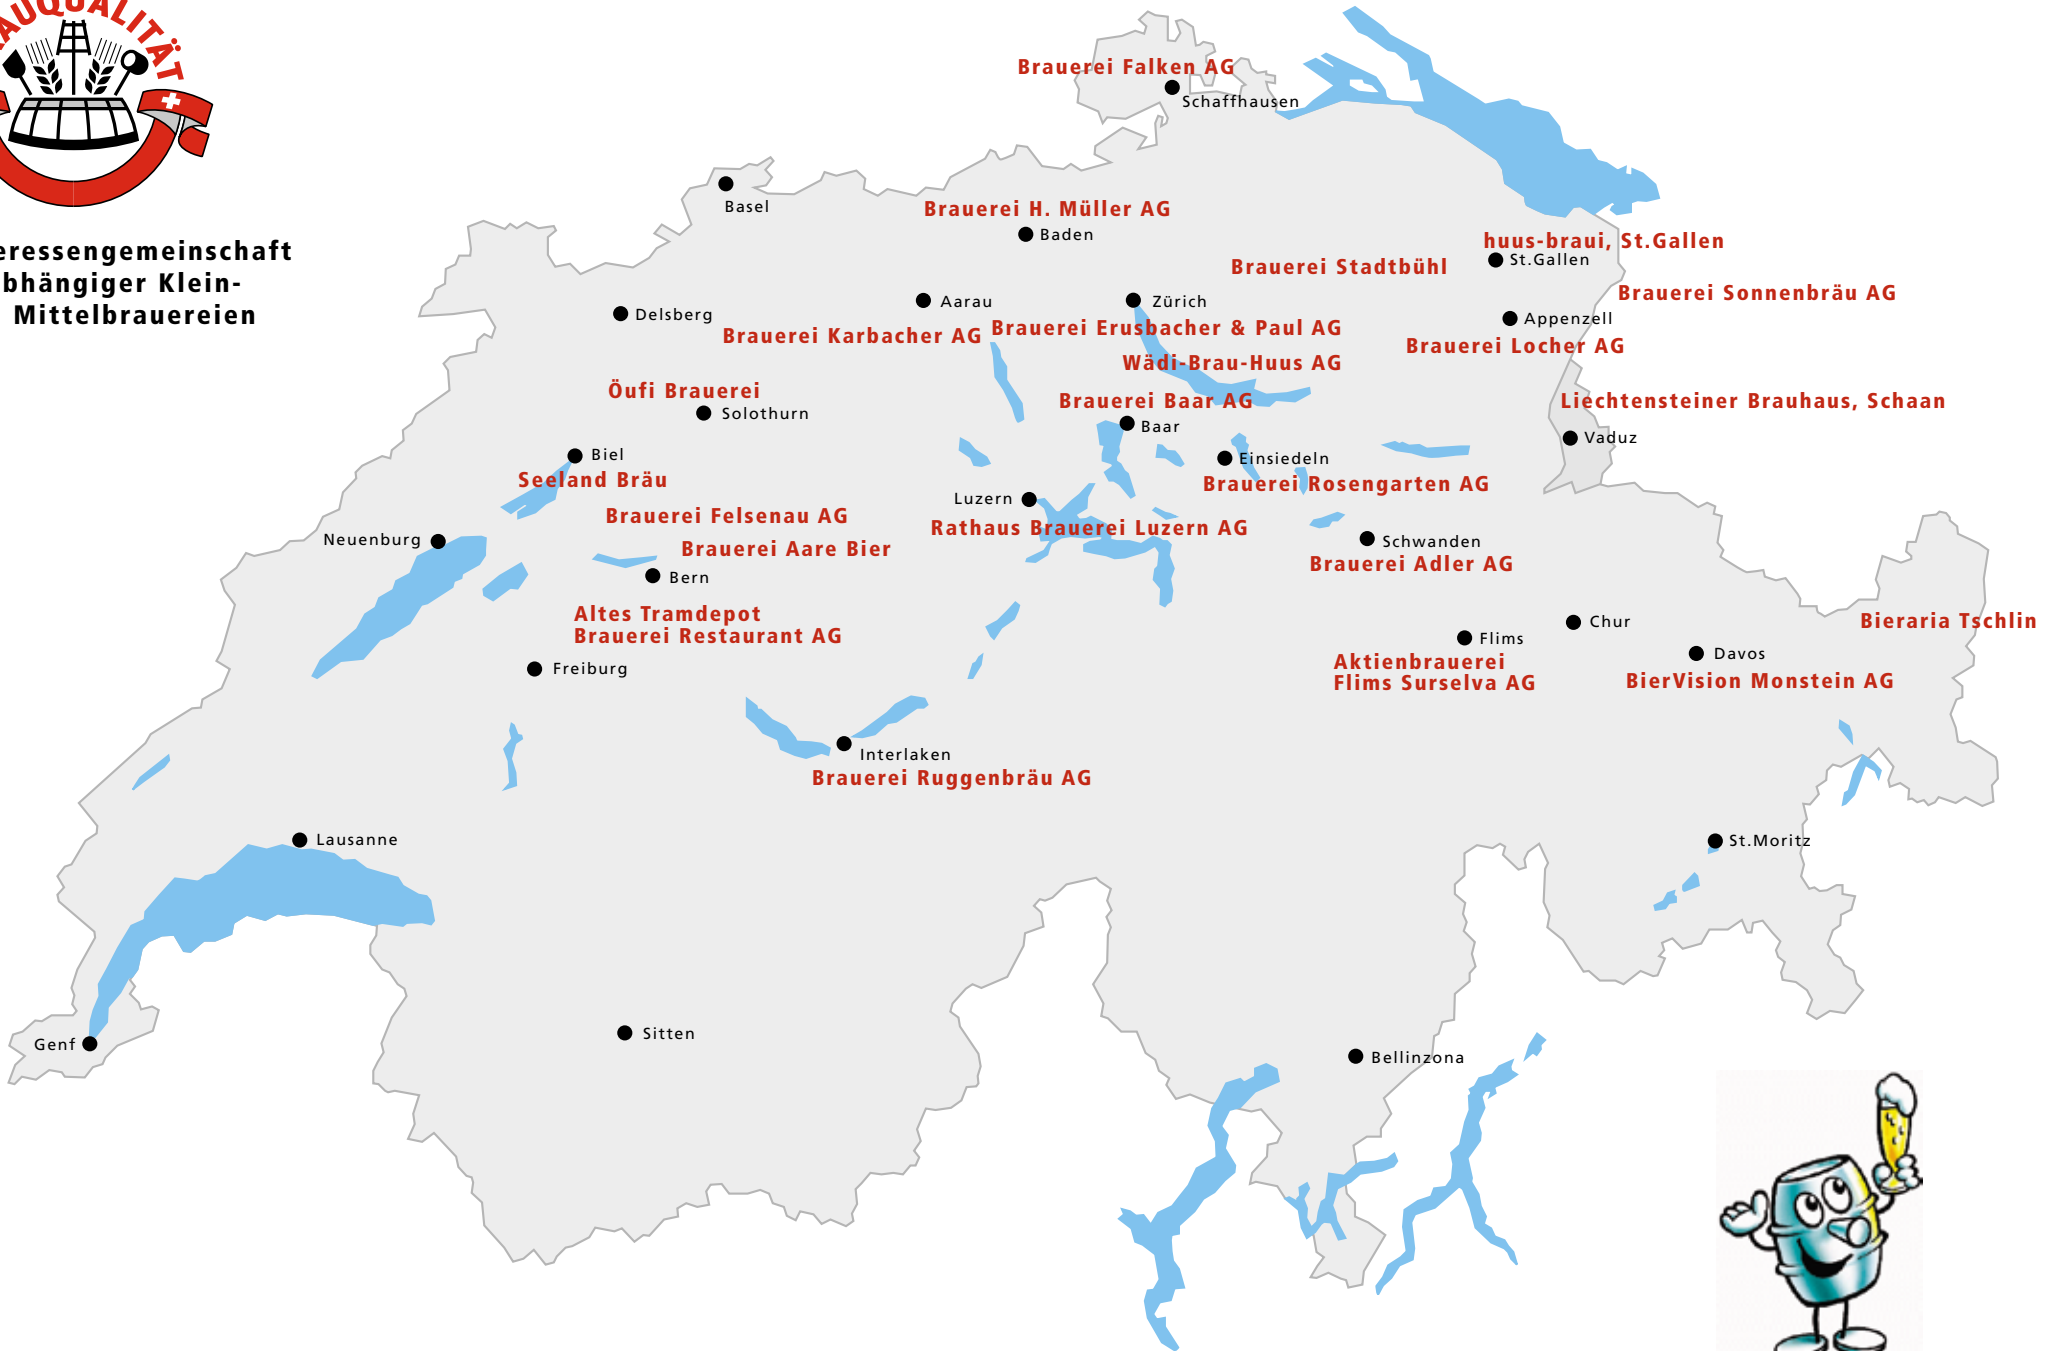 AUQUALITÄT
eressengemeinschaft
bhängiger Klein-
Mittelbrauereien
Brauerei Falken AG
Schaffhausen
Basel
Brauerei H. Müller AG
Baden
huus-braui, St.Gallen
St.Gallen
Brauerei Stadtbühl
Brauerei Sonnenbräu AG
Delsberg
Aarau
Zürich
Appenzell
Brauerei Karbacher AG
Brauerei Erusbacher & Paul AG
Brauerei Locher AG
Wädi-Brau-Huus AG
Öufi Brauerei
Solothurn
Brauerei Baar AG
Baar
Liechtensteiner Brauhaus, Schaan
Vaduz
Biel
Seeland Bräu
Einsiedeln
Brauerei Rosengarten AG
Luzern
Rathaus Brauerei Luzern AG
Brauerei Felsenau AG
Neuenburg
Brauerei Aare Bier
Bern
Schwanden
Brauerei Adler AG
Altes Tramdepot
Brauerei Restaurant AG
Freiburg
Chur
Bieraria Tschlin
Flims
Aktienbrauerei
Flims Surselva AG
Davos
BierVision Monstein AG
Interlaken
Brauerei Ruggenbräu AG
Lausanne
St.Moritz
Genf
Sitten
Bellinzona